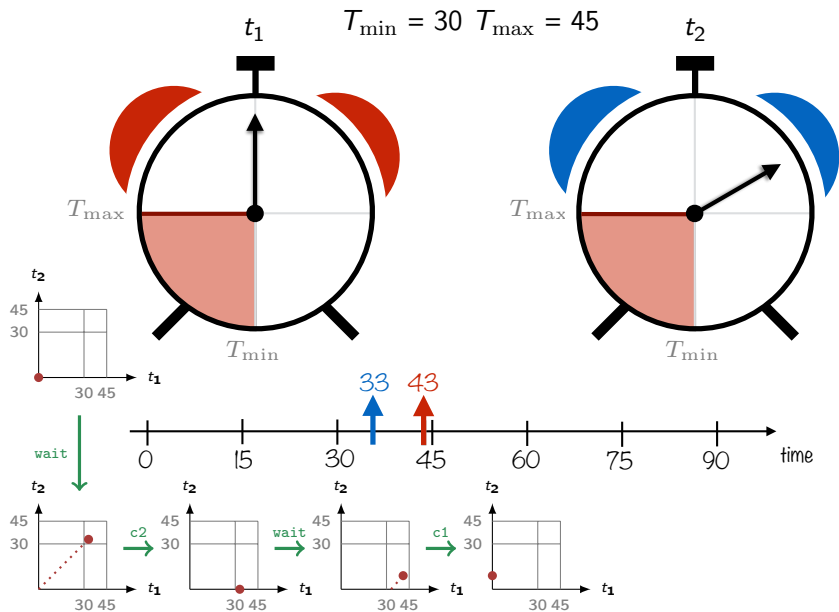 t1 T_min = 30 T_max = 45 t2
T_max T_max
t2
45
30
T_min T_min
30 45 t1
33 43
wait
0 15 30 45 60 75 90 time
t2 t2 t2 t2
45 c2 45 wait 45 c1 45
30 30 30 30
t1 t1 t1 t1
30 45 30 45 30 45 30 45